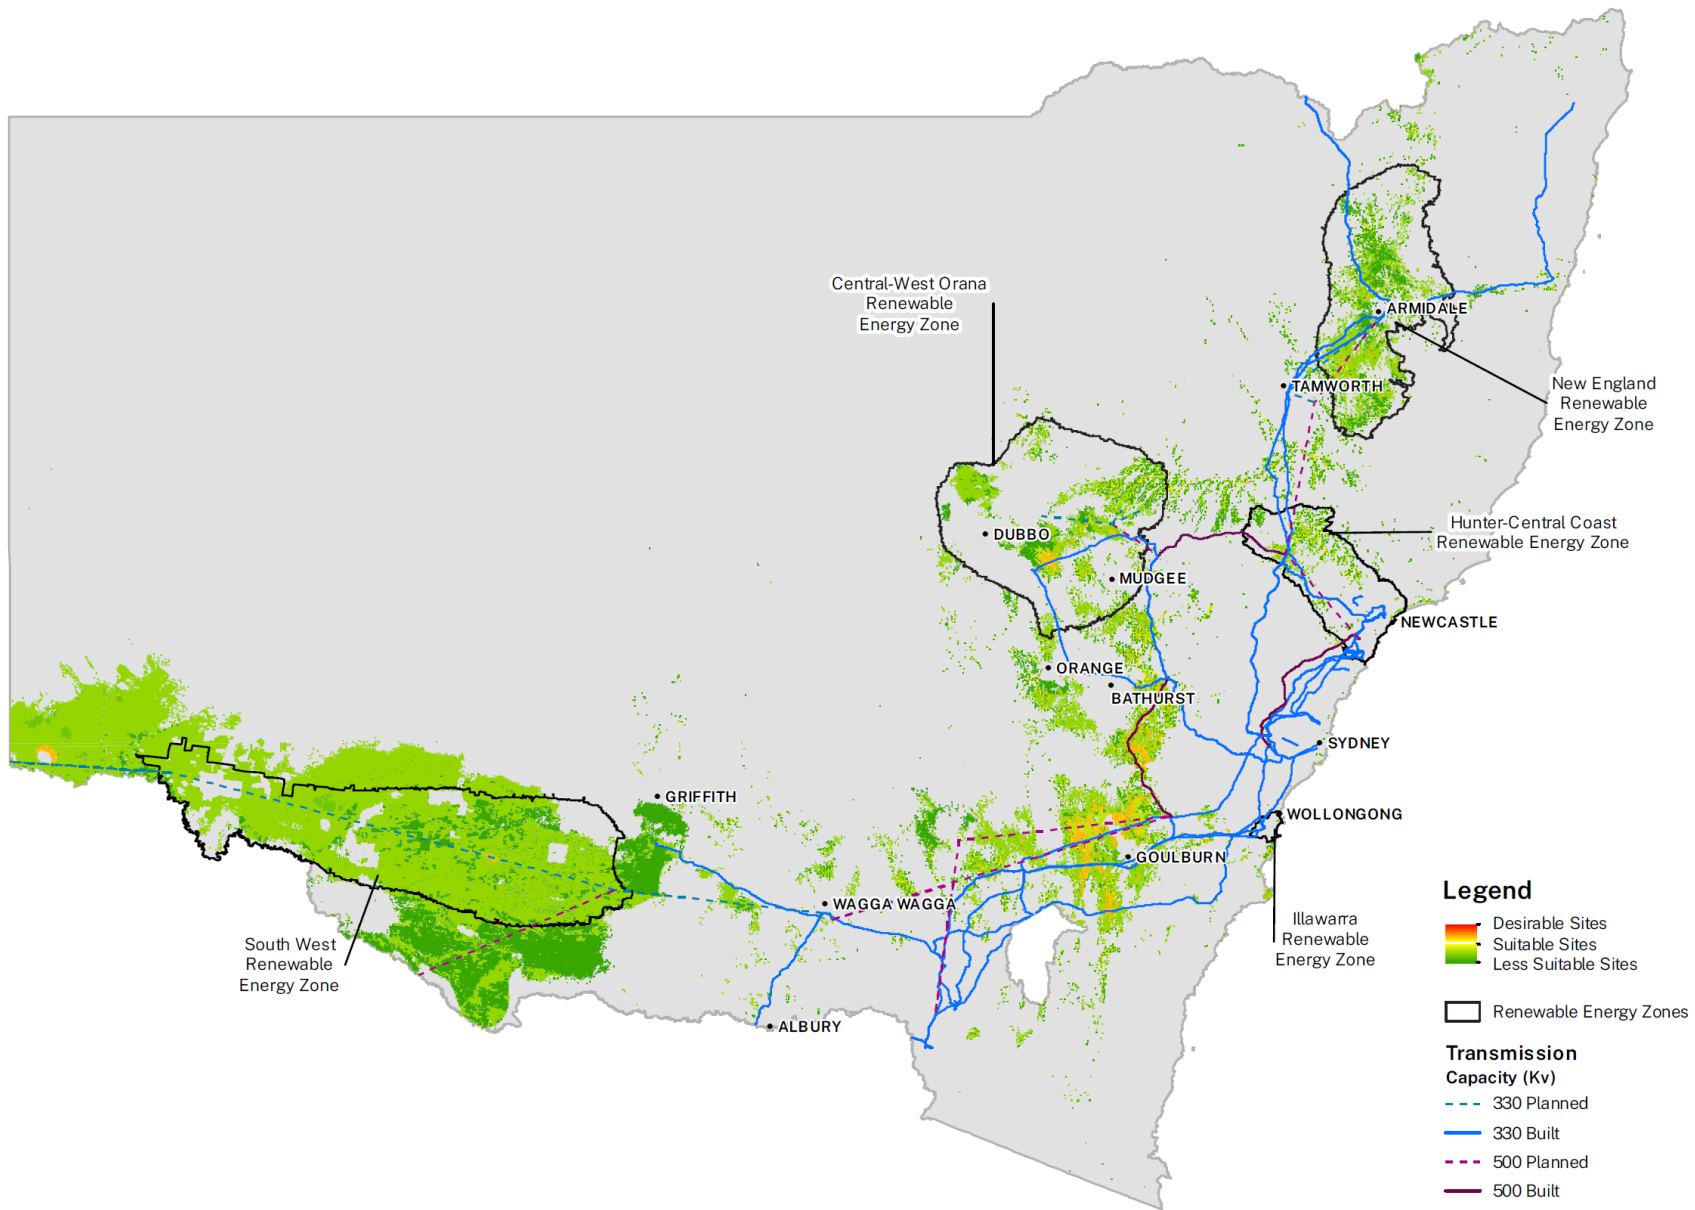 Central-West Orana
Renewable
Energy Zone
ARMIDALE
TAMWORTH
New England
Renewable
Energy Zone
DUBBO
Hunter-Central Coast
Renewable Energy Zone
MUDGEE
NEWCASTLE
ORANGE
BATHURST
SYDNEY
GRIFFITH
WOLLONGONG
GOULBURN
WAGGA WAGGA
South West
Renewable
Energy Zone
Illawarra
Renewable
Energy Zone
ALBURY
Legend
Desirable Sites
Suitable Sites
Less Suitable Sites
Renewable Energy Zones
Transmission
Capacity (Kv)
330 Planned
330 Built
500 Planned
500 Built